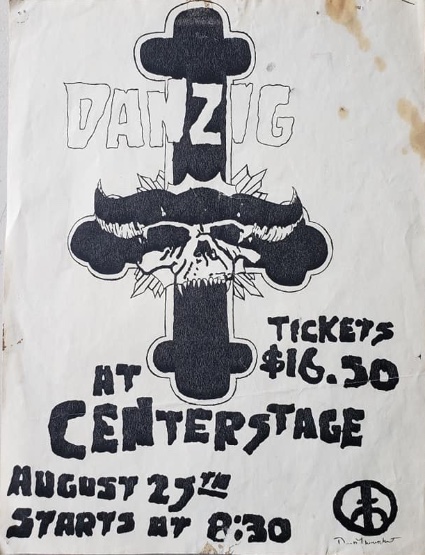 DANZIG
TICKETS
$16.50
AT
CENTERSTAGE
AUGUST 25TH
STARTS AT 8:30